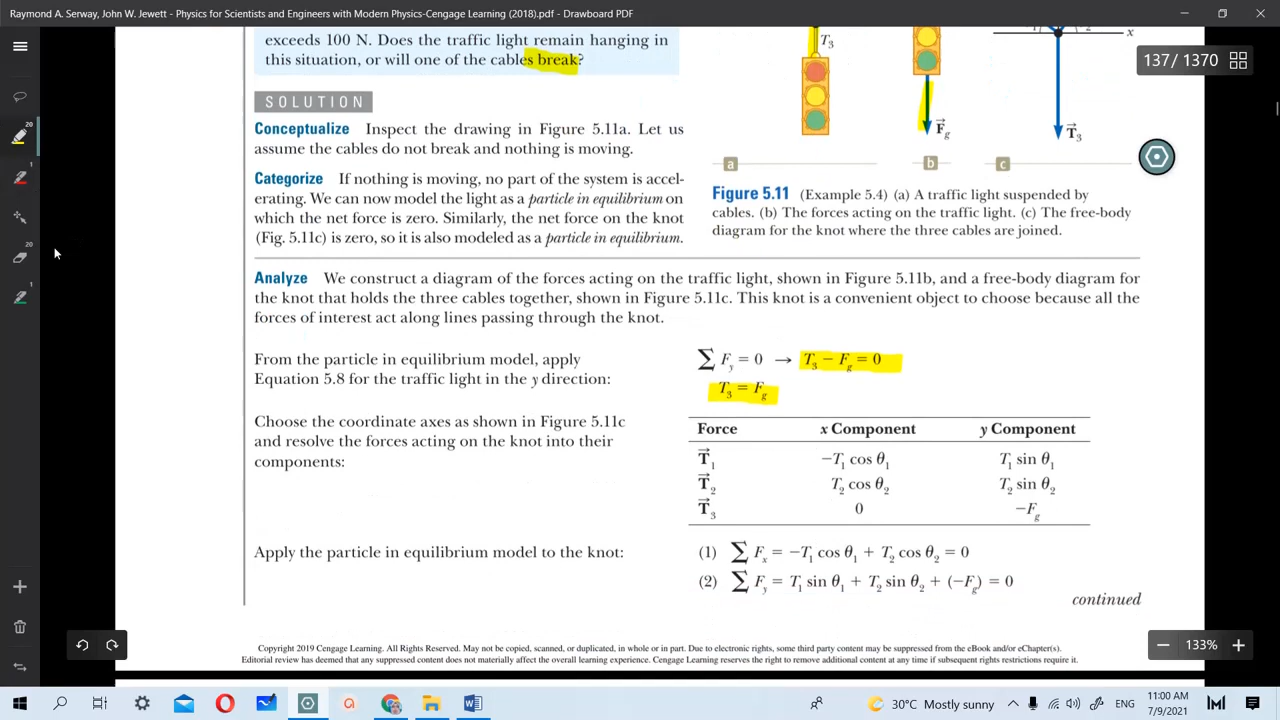 Raymond A. Serway, John W. Jewett - Physics for Scientists and Engineers with Modern Physics-Cengage Learning (2018).pdf - Drawboard PDF
exceeds 100 N. Does the traffic light remain hanging in
this situation, or will one of the cables break?
T₃
x
137/ 1370
SOLUTION
F⃗g
T⃗₃
Conceptualize Inspect the drawing in Figure 5.11a. Let us
assume the cables do not break and nothing is moving.
a
b
c
Categorize If nothing is moving, no part of the system is accel-
erating. We can now model the light as a particle in equilibrium on
which the net force is zero. Similarly, the net force on the knot
(Fig. 5.11c) is zero, so it is also modeled as a particle in equilibrium.
Figure 5.11 (Example 5.4) (a) A traffic light suspended by
cables. (b) The forces acting on the traffic light. (c) The free-body
diagram for the knot where the three cables are joined.
Analyze We construct a diagram of the forces acting on the traffic light, shown in Figure 5.11b, and a free-body diagram for
the knot that holds the three cables together, shown in Figure 5.11c. This knot is a convenient object to choose because all the
forces of interest act along lines passing through the knot.
From the particle in equilibrium model, apply
Equation 5.8 for the traffic light in the y direction:
∑ Fy = 0 → T₃ − Fg = 0
T₃ = Fg
Choose the coordinate axes as shown in Figure 5.11c
and resolve the forces acting on the knot into their
components:
Force x Component y Component
T⃗₁ −T₁ cos θ₁ T₁ sin θ₁
T⃗₂ T₂ cos θ₂ T₂ sin θ₂
T⃗₃ 0 −Fg
Apply the particle in equilibrium model to the knot:
(1) ∑ Fx = −T₁ cos θ₁ + T₂ cos θ₂ = 0
(2) ∑ Fy = T₁ sin θ₁ + T₂ sin θ₂ + (−Fg) = 0
continued
Copyright 2019 Cengage Learning. All Rights Reserved. May not be copied, scanned, or duplicated, in whole or in part. Due to electronic rights, some third party content may be suppressed from the eBook and/or eChapter(s).
Editorial review has deemed that any suppressed content does not materially affect the overall learning experience. Cengage Learning reserves the right to remove additional content at any time if subsequent rights restrictions require it.
133%
20
1
20
1
30°C Mostly sunny
ENG
11:00 AM
7/9/2021